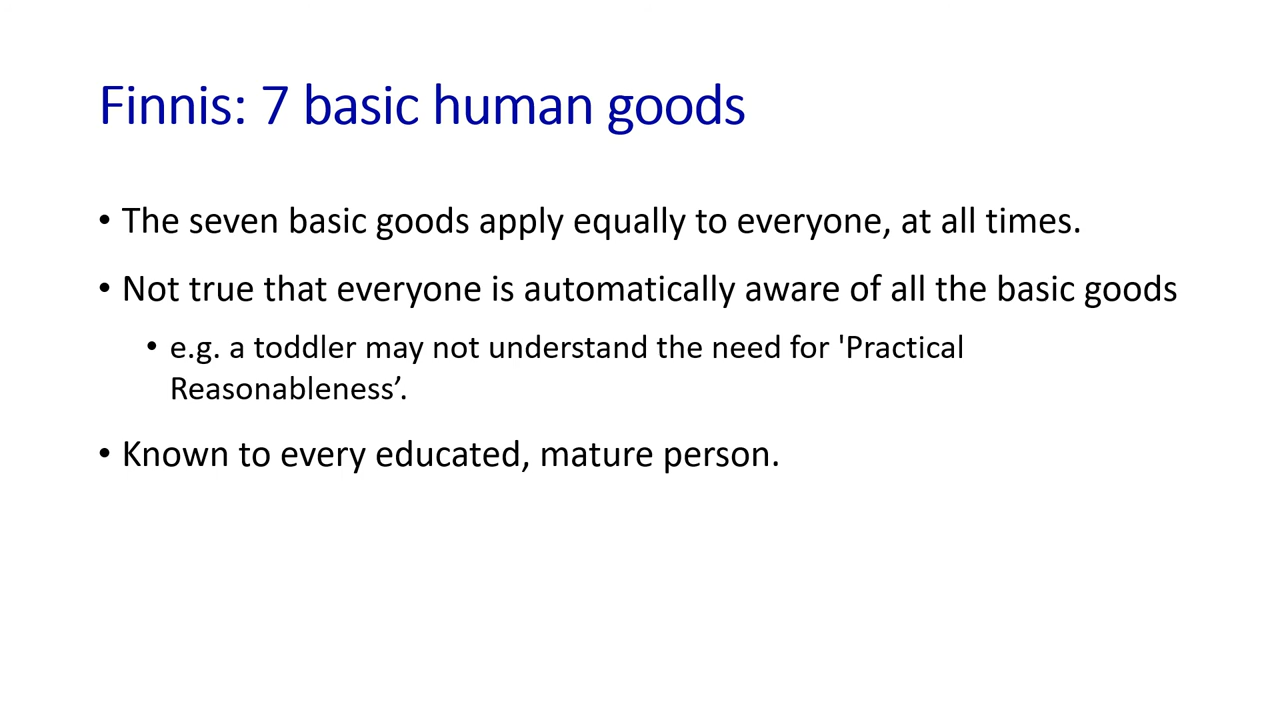 Finnis: 7 basic human goods
• The seven basic goods apply equally to everyone, at all times.
• Not true that everyone is automatically aware of all the basic goods
• e.g. a toddler may not understand the need for 'Practical
Reasonableness’.
• Known to every educated, mature person.